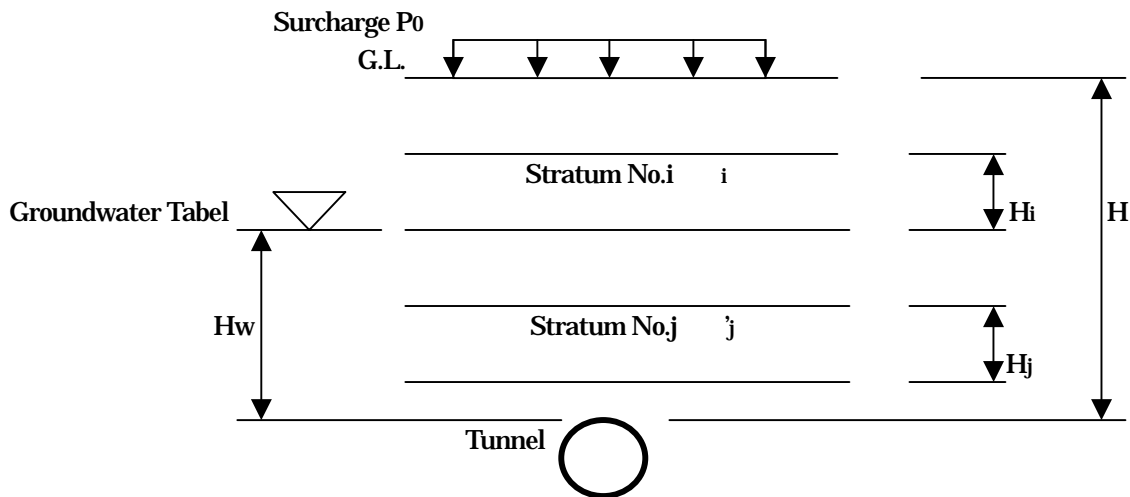 Surcharge P0
G.L.
Stratum No.i i
Groundwater Tabel
Hi
H
Hw
Stratum No.j 'j
Hj
Tunnel